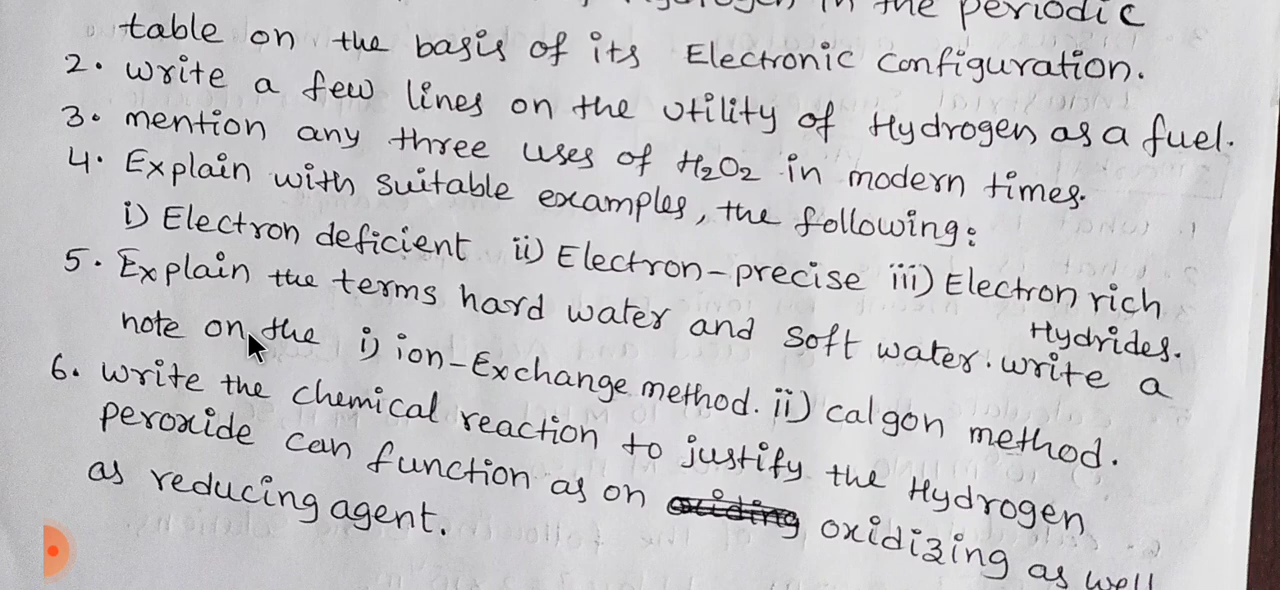 Hydrogen in the periodic
table on the basis of its Electronic configuration.
2. Write a few lines on the utility of Hydrogen as a fuel.
3. mention any three uses of H₂O₂ in modern times.
4. Explain with suitable examples, the following:
i) Electron deficient ii) Electron-precise iii) Electron rich
Hydrides.
5. Explain the terms hard water and soft water. write a
note on the i) ion-Exchange method. ii) calgon method.
6. Write the chemical reaction to justify the Hydrogen
peroxide can function as on oxidizing as well
as reducing agent.